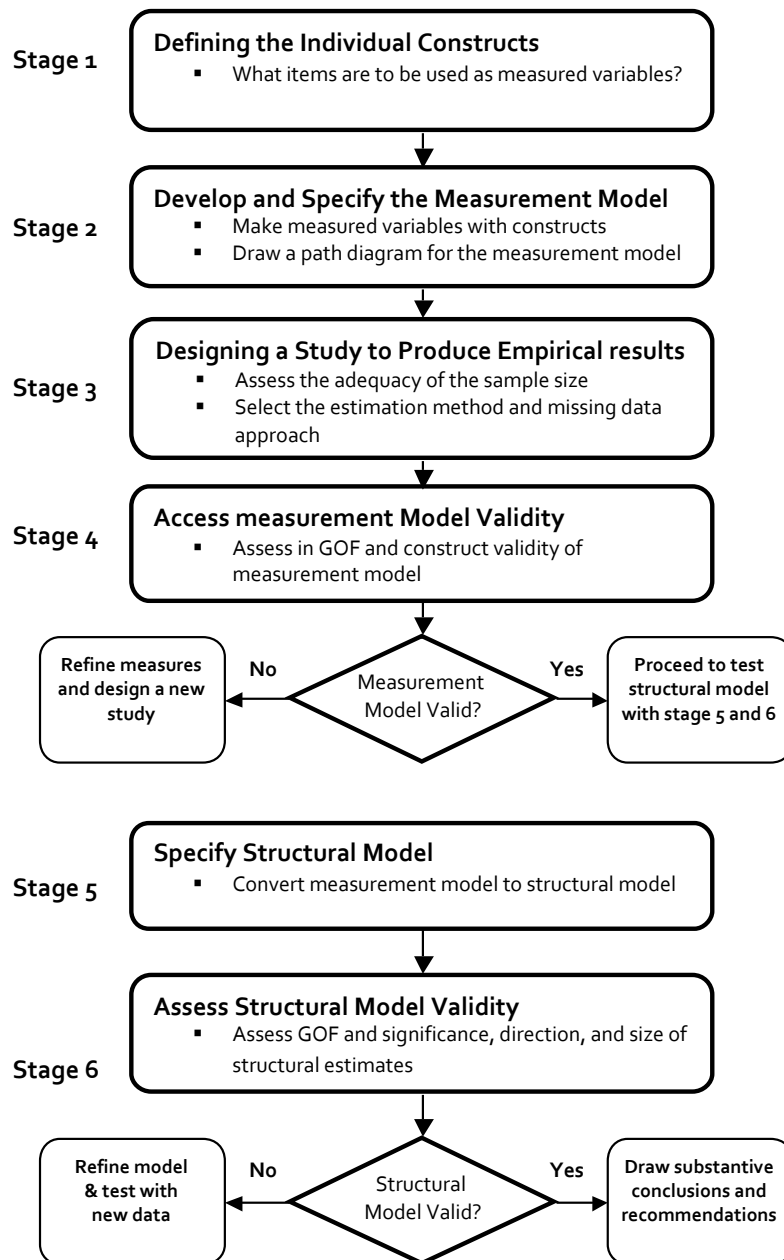 Stage 1
Defining the Individual Constructs
▪ What items are to be used as measured variables?
Stage 2
Develop and Specify the Measurement Model
▪ Make measured variables with constructs
▪ Draw a path diagram for the measurement model
Stage 3
Designing a Study to Produce Empirical results
▪ Assess the adequacy of the sample size
▪ Select the estimation method and missing data
approach
Stage 4
Access measurement Model Validity
▪ Assess in GOF and construct validity of
measurement model
Refine measures
and design a new
study
No
Measurement
Model Valid?
Yes
Proceed to test
structural model
with stage 5 and 6
Stage 5
Specify Structural Model
▪ Convert measurement model to structural model
Stage 6
Assess Structural Model Validity
▪ Assess GOF and significance, direction, and size of
structural estimates
Refine model
& test with
new data
No
Structural
Model Valid?
Yes
Draw substantive
conclusions and
recommendations